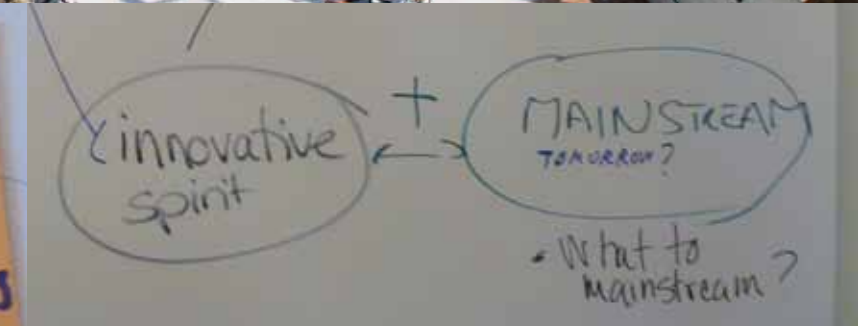 innovative
spirit
+
MAINSTREAM
TOMORROW?
• What to
mainstream?